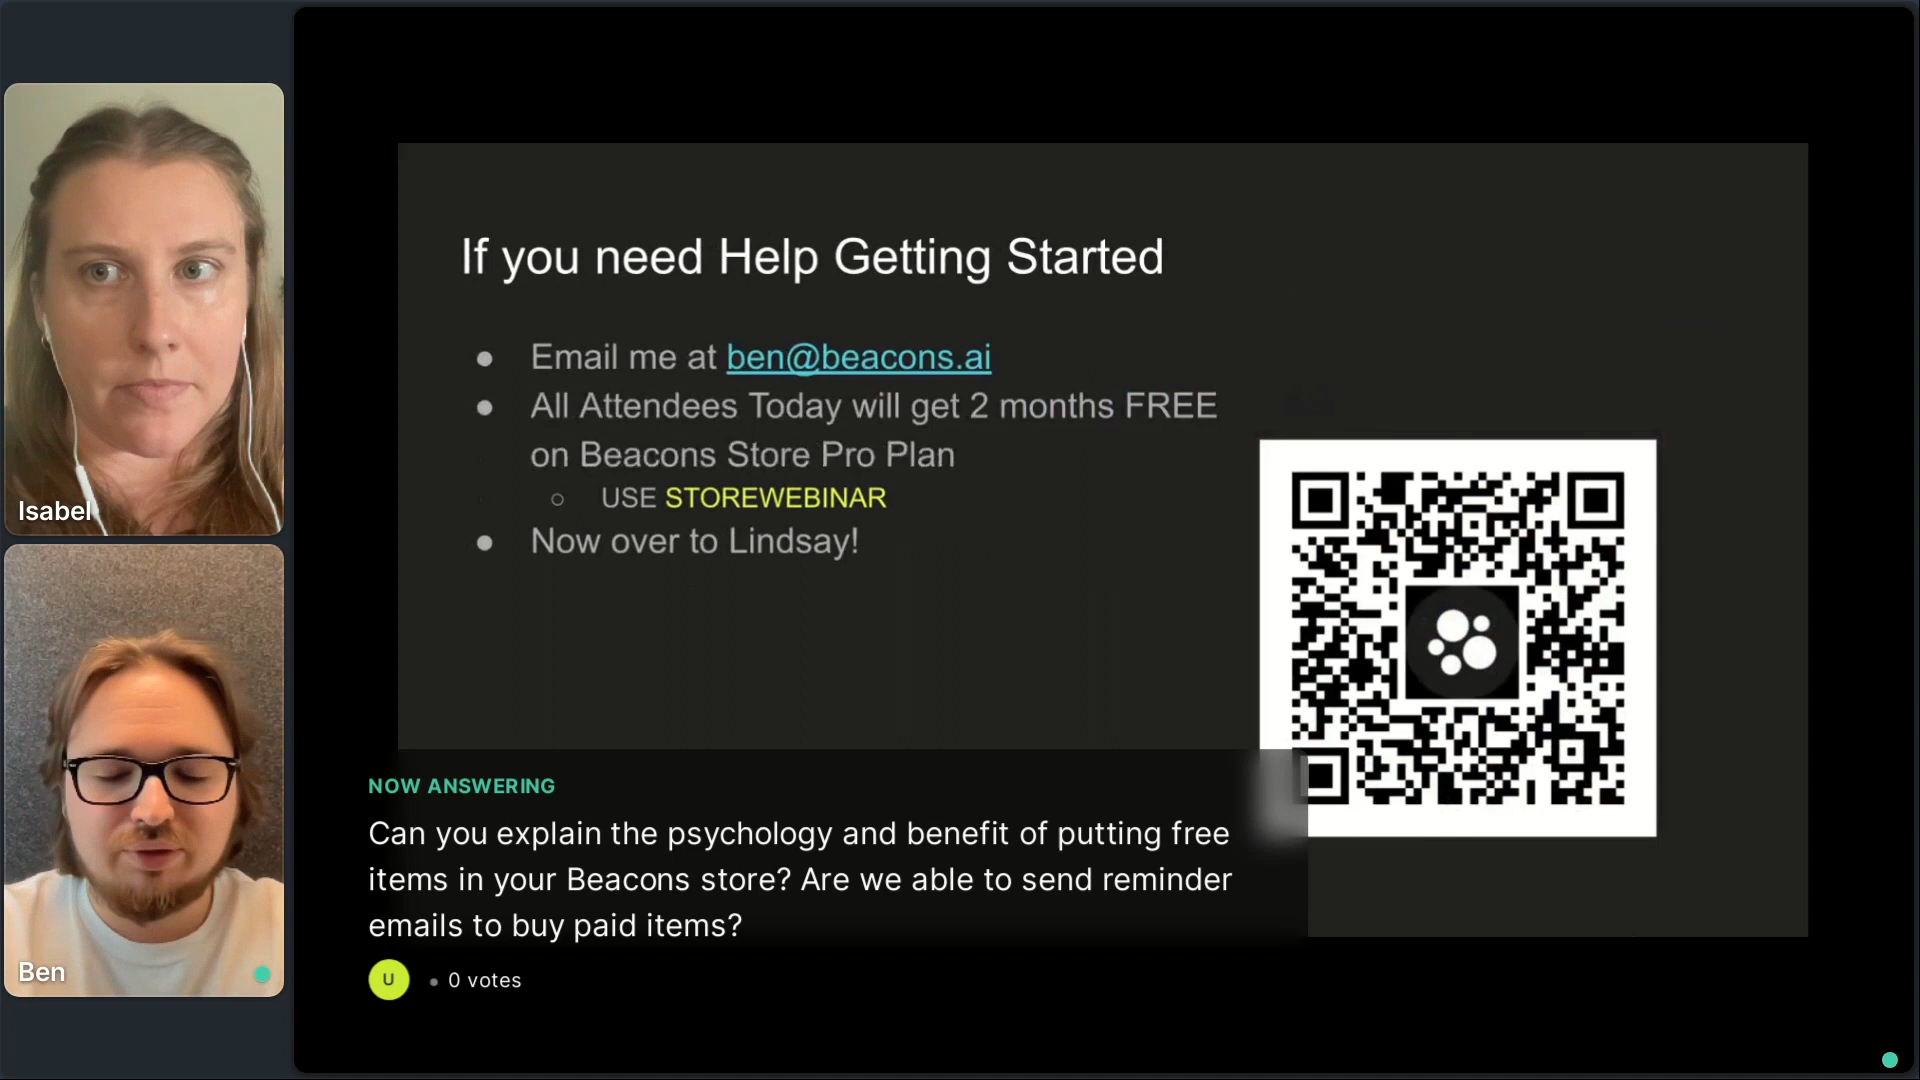 Isabel
Ben
If you need Help Getting Started
● Email me at ben@beacons.ai
● All Attendees Today will get 2 months FREE
on Beacons Store Pro Plan
○ USE STOREWEBINAR
● Now over to Lindsay!
NOW ANSWERING
Can you explain the psychology and benefit of putting free
items in your Beacons store? Are we able to send reminder
emails to buy paid items?
U • 0 votes